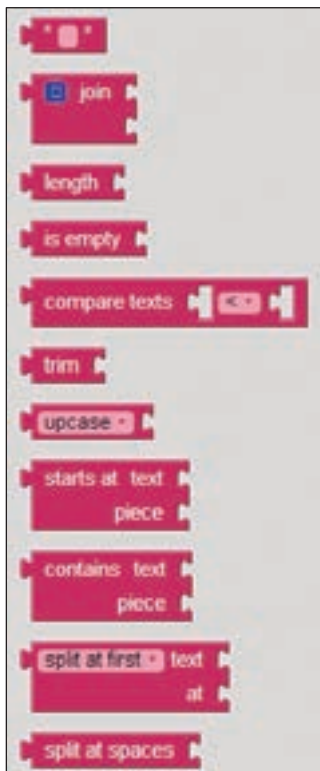 " "
join
length
is empty
compare texts <
trim
upcase
starts at text
piece
contains text
piece
split at first text
at
split at spaces